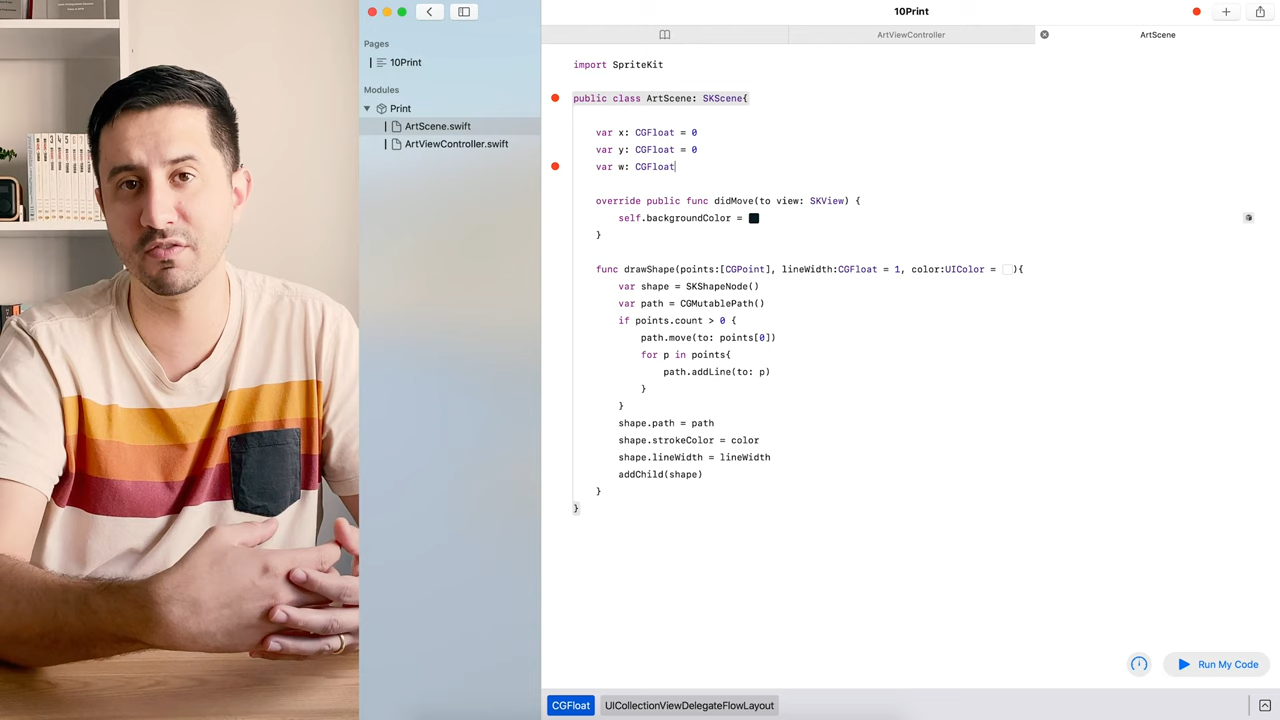 10Print
ArtViewController
ArtScene
Pages
10Print
Modules
Print
ArtScene.swift
ArtViewController.swift
import SpriteKit
public class ArtScene: SKScene{
var x: CGFloat = 0
var y: CGFloat = 0
var w: CGFloat
override public func didMove(to view: SKView) {
self.backgroundColor =
}
func drawShape(points:[CGPoint], lineWidth:CGFloat = 1, color:UIColor = ){
var shape = SKShapeNode()
var path = CGMutablePath()
if points.count > 0 {
path.move(to: points[0])
for p in points{
path.addLine(to: p)
}
}
shape.path = path
shape.strokeColor = color
shape.lineWidth = lineWidth
addChild(shape)
}
}
Run My Code
CGFloat
UICollectionViewDelegateFlowLayout